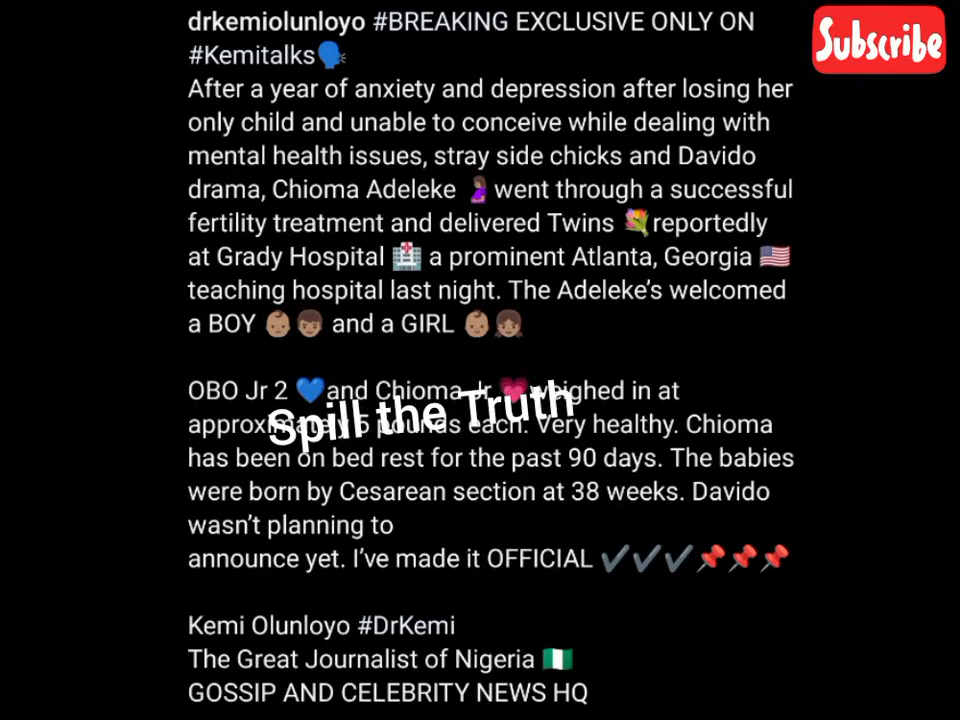 drkemiolunloyo #BREAKING EXCLUSIVE ONLY ON
#Kemitalks🗣️
After a year of anxiety and depression after losing her
only child and unable to conceive while dealing with
mental health issues, stray side chicks and Davido
drama, Chioma Adeleke 🤰🏽went through a successful
fertility treatment and delivered Twins 💐reportedly
at Grady Hospital 🏥 a prominent Atlanta, Georgia 🇺🇸
teaching hospital last night. The Adeleke’s welcomed
a BOY 👶🏽👦🏽 and a GIRL 👶🏽👧🏽
OBO Jr 2 💙and Chioma Jr 💗weighed in at
approximately 5 pounds each. Very healthy. Chioma
has been on bed rest for the past 90 days. The babies
were born by Cesarean section at 38 weeks. Davido
wasn’t planning to
announce yet. I’ve made it OFFICIAL ✔️✔️✔️📌📌📌
Kemi Olunloyo #DrKemi
The Great Journalist of Nigeria 🇳🇬
GOSSIP AND CELEBRITY NEWS HQ
Subscribe
Spill the Truth